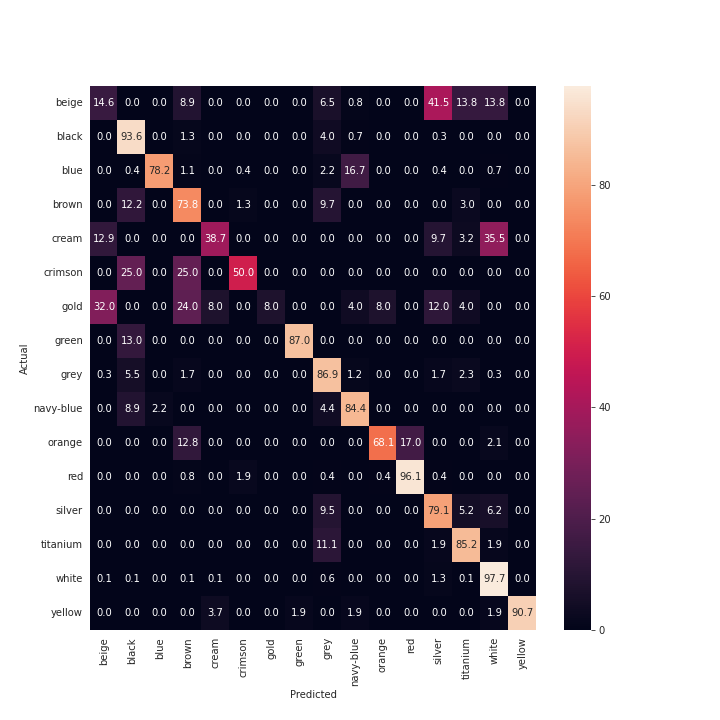 beige 14.6 0.0 0.0 8.9 0.0 0.0 0.0 0.0 6.5 0.8 0.0 0.0 41.5 13.8 13.8 0.0
black 0.0 93.6 0.0 1.3 0.0 0.0 0.0 0.0 4.0 0.7 0.0 0.0 0.3 0.0 0.0 0.0
blue 0.0 0.4 78.2 1.1 0.0 0.4 0.0 0.0 2.2 16.7 0.0 0.0 0.4 0.0 0.7 0.0
brown 0.0 12.2 0.0 73.8 0.0 1.3 0.0 0.0 9.7 0.0 0.0 0.0 0.0 3.0 0.0 0.0
cream 12.9 0.0 0.0 0.0 38.7 0.0 0.0 0.0 0.0 0.0 0.0 0.0 9.7 3.2 35.5 0.0
crimson 0.0 25.0 0.0 25.0 0.0 50.0 0.0 0.0 0.0 0.0 0.0 0.0 0.0 0.0 0.0 0.0
gold 32.0 0.0 0.0 24.0 8.0 0.0 8.0 0.0 0.0 4.0 8.0 0.0 12.0 4.0 0.0 0.0
green 0.0 13.0 0.0 0.0 0.0 0.0 0.0 87.0 0.0 0.0 0.0 0.0 0.0 0.0 0.0 0.0
grey 0.3 5.5 0.0 1.7 0.0 0.0 0.0 0.0 86.9 1.2 0.0 0.0 1.7 2.3 0.3 0.0
navy-blue 0.0 8.9 2.2 0.0 0.0 0.0 0.0 0.0 4.4 84.4 0.0 0.0 0.0 0.0 0.0 0.0
orange 0.0 0.0 0.0 12.8 0.0 0.0 0.0 0.0 0.0 0.0 68.1 17.0 0.0 0.0 2.1 0.0
red 0.0 0.0 0.0 0.8 0.0 1.9 0.0 0.0 0.4 0.0 0.4 96.1 0.4 0.0 0.0 0.0
silver 0.0 0.0 0.0 0.0 0.0 0.0 0.0 0.0 9.5 0.0 0.0 0.0 79.1 5.2 6.2 0.0
titanium 0.0 0.0 0.0 0.0 0.0 0.0 0.0 0.0 11.1 0.0 0.0 0.0 1.9 85.2 1.9 0.0
white 0.1 0.1 0.0 0.1 0.1 0.0 0.0 0.0 0.6 0.0 0.0 0.0 1.3 0.1 97.7 0.0
yellow 0.0 0.0 0.0 0.0 3.7 0.0 0.0 1.9 0.0 1.9 0.0 0.0 0.0 0.0 1.9 90.7
beige black blue brown cream crimson gold green grey navy-blue orange red silver titanium white yellow
Predicted
Actual
80
60
40
20
0